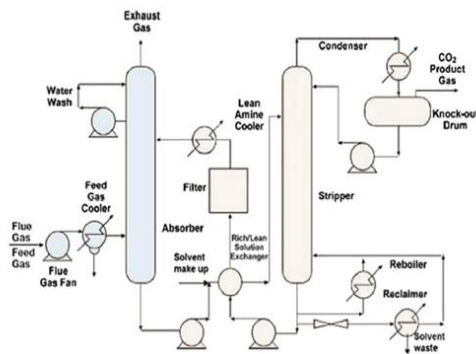 Exhaust
Gas
Condenser
CO2
Product
Gas
Water
Wash
Lean
Amine
Cooler
Knock-out
Drum
Feed
Gas
Cooler
Filter
Stripper
Flue
Gas
Feed
Gas
Absorber
Rich/Lean
Solution
Exchanger
Flue
Gas Fan
Solvent
make up
Reboiler
Reclaimer
Solvent
waste